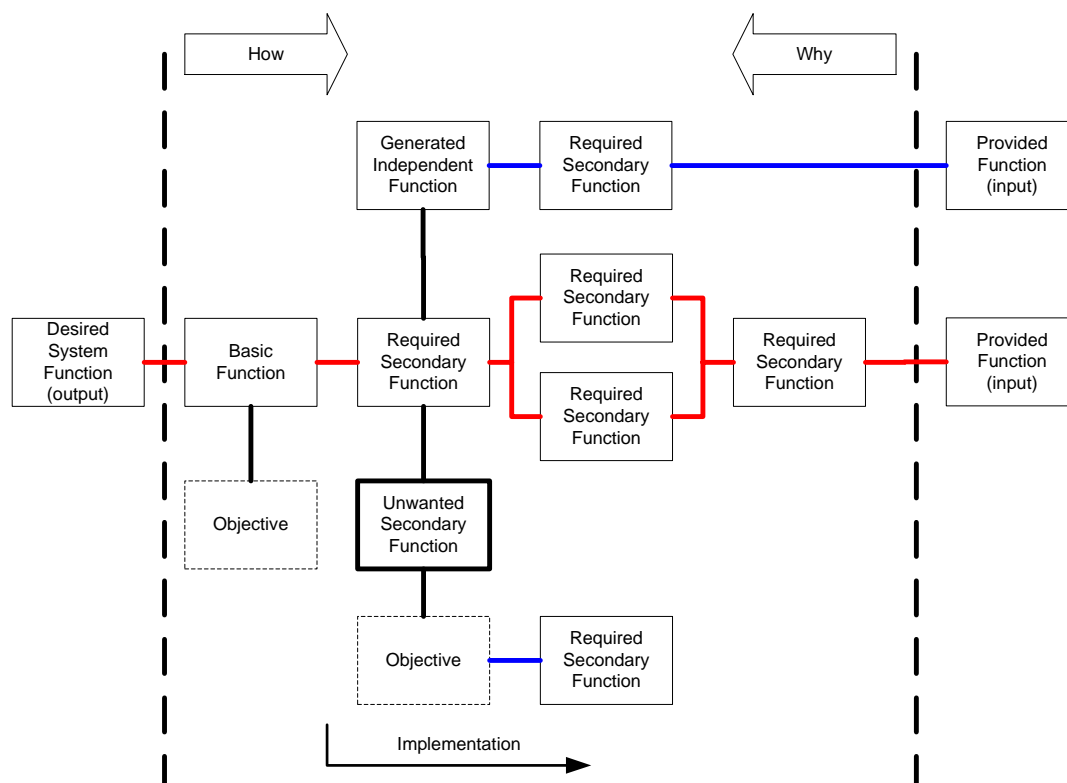 How
Why
Generated
Independent
Function
Required
Secondary
Function
Provided
Function
(input)
Required
Secondary
Function
Desired
System
Function
(output)
Basic
Function
Required
Secondary
Function
Required
Secondary
Function
Provided
Function
(input)
Required
Secondary
Function
Objective
Unwanted
Secondary
Function
Objective
Required
Secondary
Function
Implementation